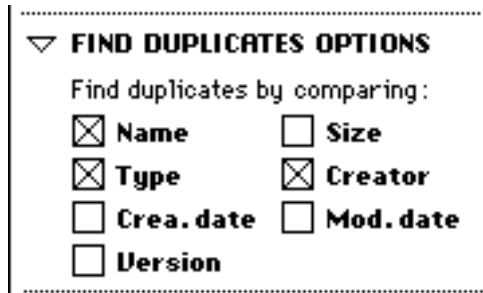 FIND DUPLICATES OPTIONS
Find duplicates by comparing:
Name Size
Type Creator
Crea.date Mod.date
Version